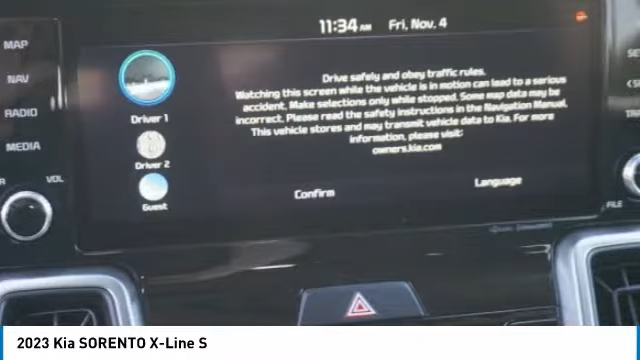 11:34 AM Fri, Nov. 4
MAP
NAV
RADIO
MEDIA
VOL
Driver 1
Driver 2
Guest
Drive safely and obey traffic rules.
Watching this screen while the vehicle is in motion can lead to a serious
accident. Make selections only while stopped. Some map data may be
incorrect. Please read the safety instructions in the Navigation Manual.
This vehicle stores and may transmit vehicle data to Kia. For more
information, please visit:
owners.kia.com
Confirm
Language
FILE
2023 Kia SORENTO X-Line S